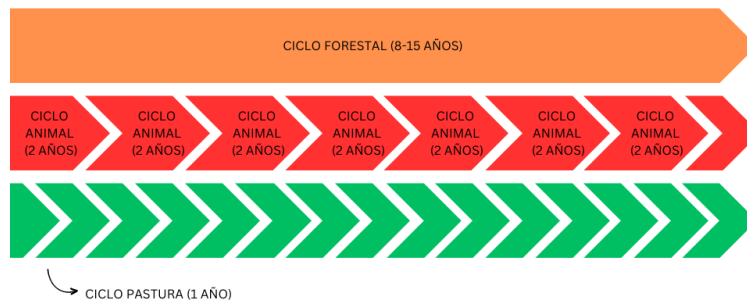 CICLO FORESTAL (8-15 AÑOS)
CICLO
ANIMAL
(2 AÑOS)
CICLO
ANIMAL
(2 AÑOS)
CICLO
ANIMAL
(2 AÑOS)
CICLO
ANIMAL
(2 AÑOS)
CICLO
ANIMAL
(2 AÑOS)
CICLO
ANIMAL
(2 AÑOS)
CICLO
ANIMAL
(2 AÑOS)
CICLO PASTURA (1 AÑO)